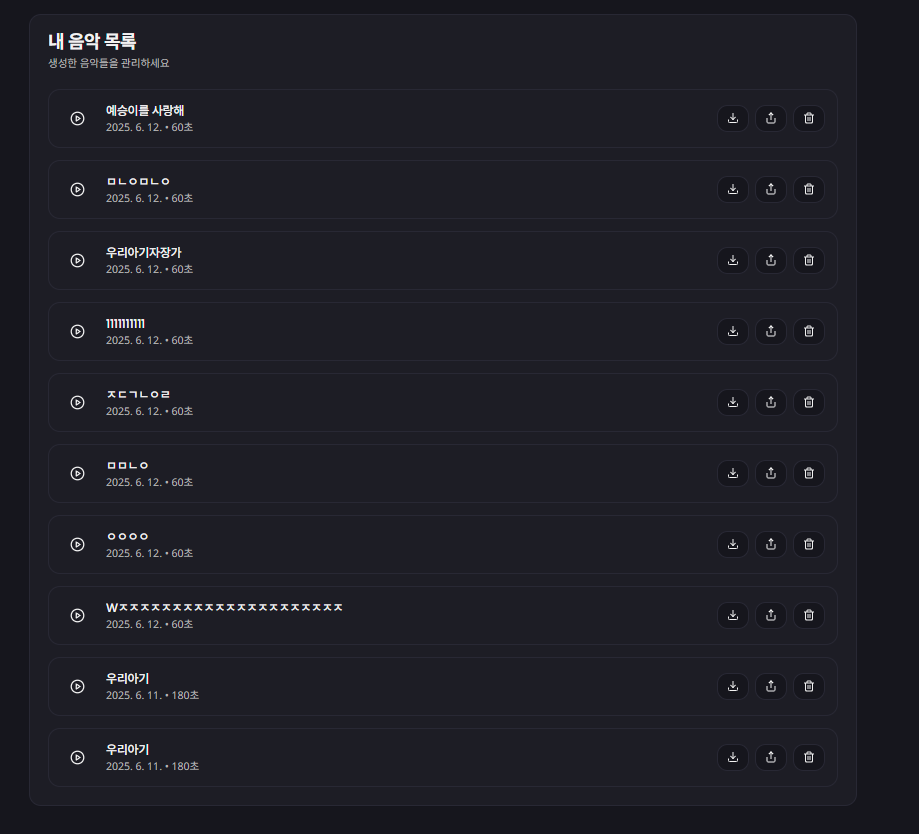 내 음악 목록
생성한 음악들을 관리하세요
예승이를 사랑해
2025. 6. 12. • 60초
ㅁㄴㅇㅁㄴㅇ
2025. 6. 12. • 60초
우리아기자장가
2025. 6. 12. • 60초
1111111111
2025. 6. 12. • 60초
ㅈㄷㄱㄴㅇㄹ
2025. 6. 12. • 60초
ㅁㅁㄴㅇ
2025. 6. 12. • 60초
ㅇㅇㅇㅇ
2025. 6. 12. • 60초
Wㅈㅈㅈㅈㅈㅈㅈㅈㅈㅈㅈㅈㅈㅈㅈㅈㅈㅈㅈㅈㅈ
2025. 6. 12. • 60초
우리아기
2025. 6. 11. • 180초
우리아기
2025. 6. 11. • 180초